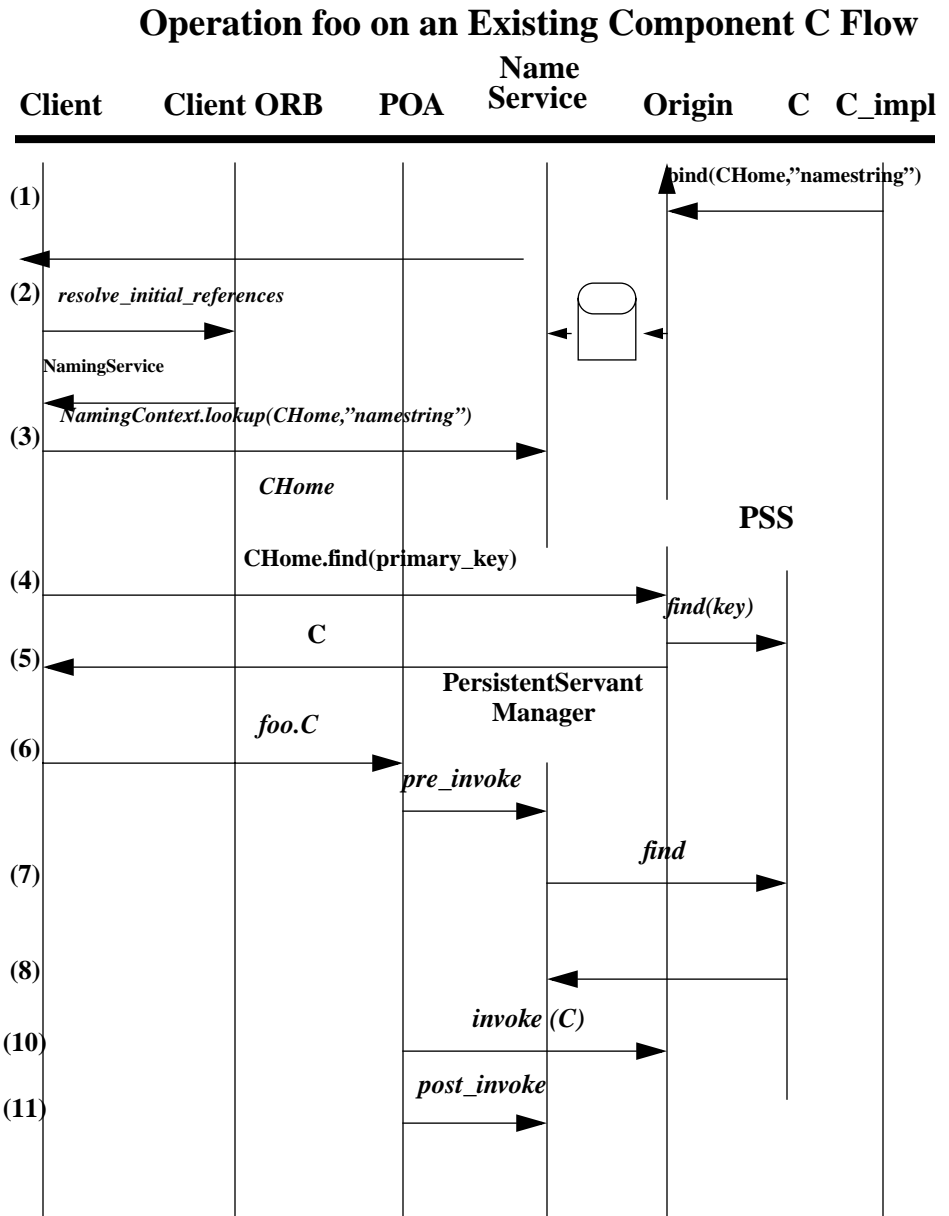 Operation foo on an Existing Component C Flow
Name
Client Client ORB POA Service Origin C C_impl
bind(CHome,”namestring”)
(1)
(2) resolve_initial_references
NamingService
NamingContext.lookup(CHome,”namestring”)
(3)
CHome
PSS
CHome.find(primary_key)
(4)
find(key)
C
(5)
PersistentServant
Manager
foo.C
(6)
pre_invoke
find
(7)
(8)
invoke (C)
(10)
post_invoke
(11)